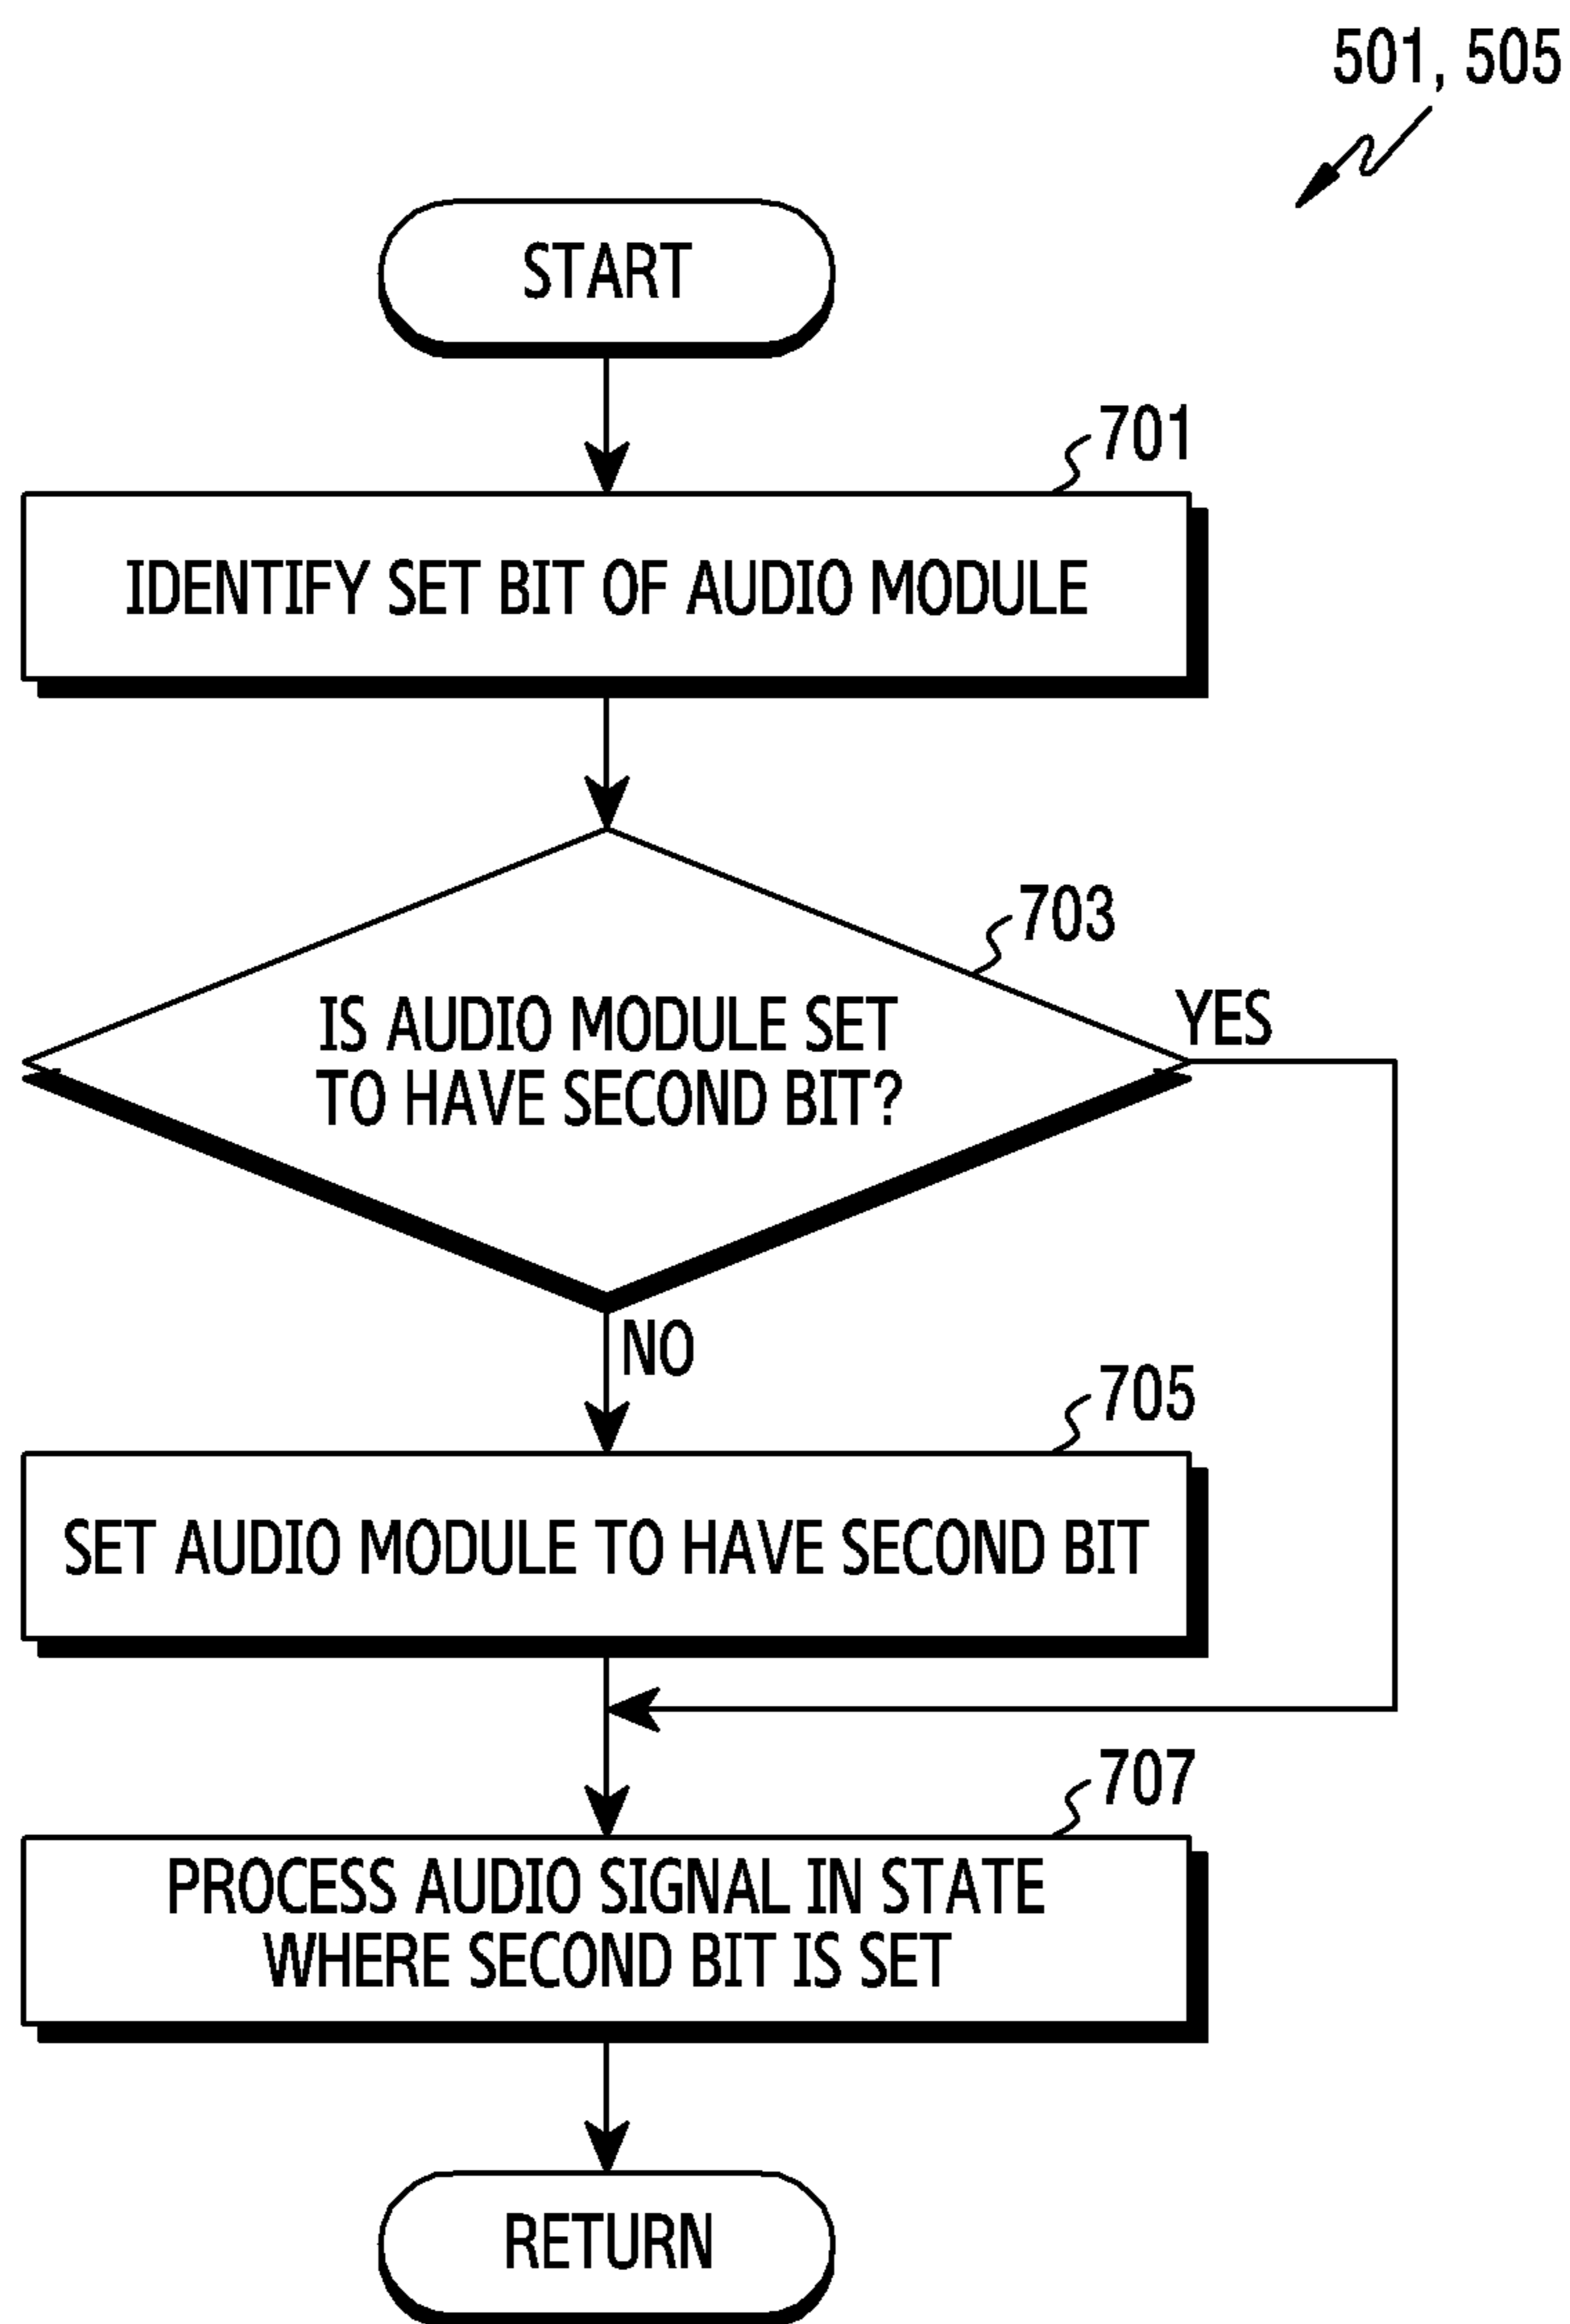 501, 505
START
701
IDENTIFY SET BIT OF AUDIO MODULE
703
IS AUDIO MODULE SET
TO HAVE SECOND BIT?
YES
NO
705
SET AUDIO MODULE TO HAVE SECOND BIT
707
PROCESS AUDIO SIGNAL IN STATE
WHERE SECOND BIT IS SET
RETURN